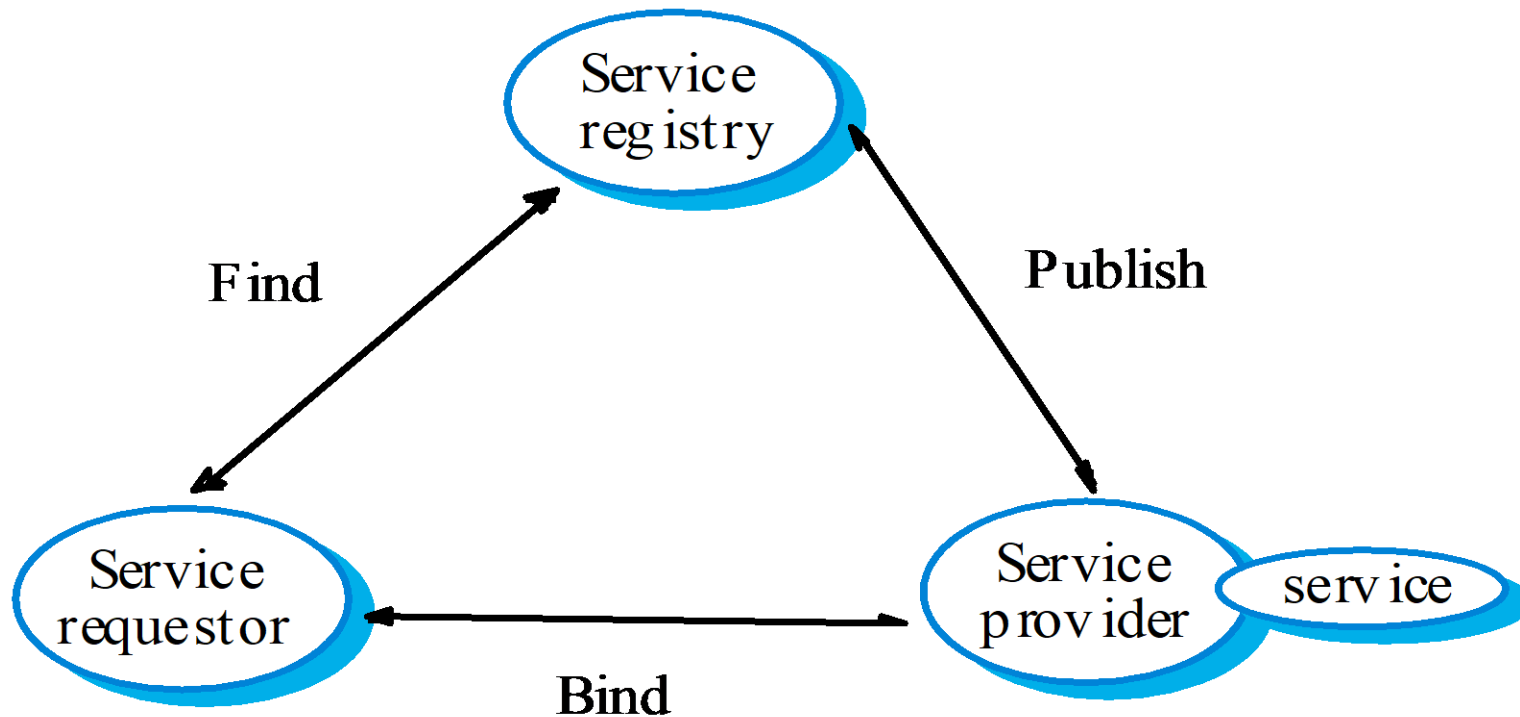 Service
registry
Find
Publish
Service
requestor
Service
provider
service
Bind